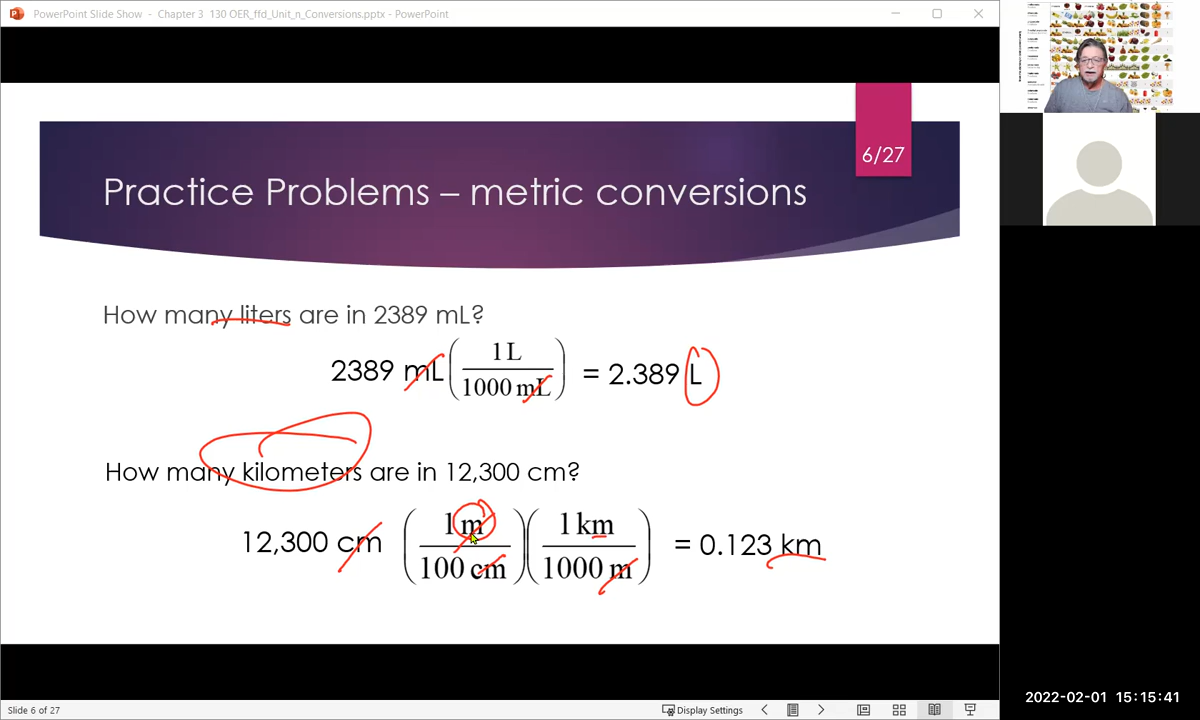 PowerPoint Slide Show - Chapter 3 130 OER_ffd_Unit_n_Conversions.pptx - PowerPoint
6/27
Practice Problems – metric conversions
How many liters are in 2389 mL?
2389 mL (1 L / 1000 mL) = 2.389 L
How many kilometers are in 12,300 cm?
12,300 cm (1 m / 100 cm)(1 km / 1000 m) = 0.123 km
2022-02-01 15:15:41
Slide 6 of 27
Display Settings